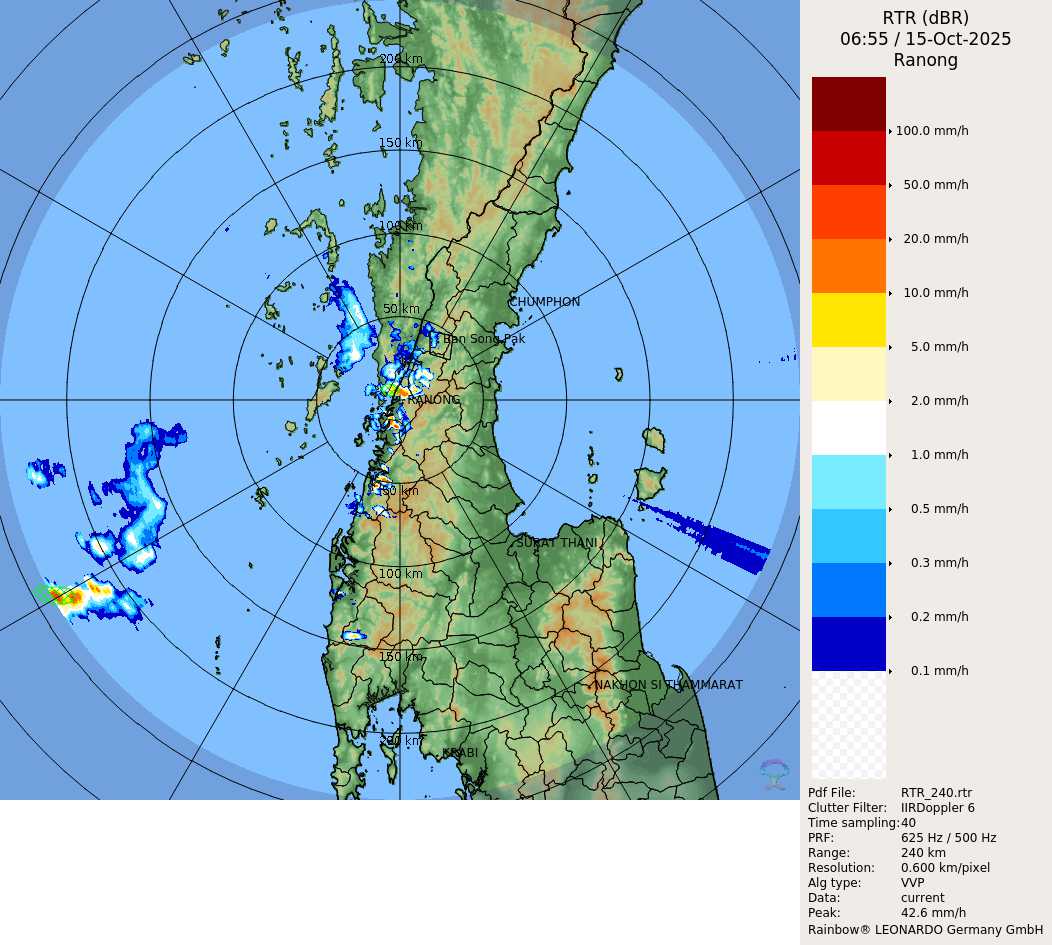 RTR (dBR)
06:55 / 15-Oct-2025
Ranong
200 km
150 km
100 km
50 km
CHUMPHON
Ban Song Pak
RANONG
50 km
SURAT THANI
100 km
150 km
NAKHON SI THAMMARAT
200 km
KRABI
100.0 mm/h
50.0 mm/h
20.0 mm/h
10.0 mm/h
5.0 mm/h
2.0 mm/h
1.0 mm/h
0.5 mm/h
0.3 mm/h
0.2 mm/h
0.1 mm/h
Pdf File: RTR_240.rtr
Clutter Filter: IIRDoppler 6
Time sampling:40
PRF: 625 Hz / 500 Hz
Range: 240 km
Resolution: 0.600 km/pixel
Alg type: VVP
Data: current
Peak: 42.6 mm/h
Rainbow® LEONARDO Germany GmbH